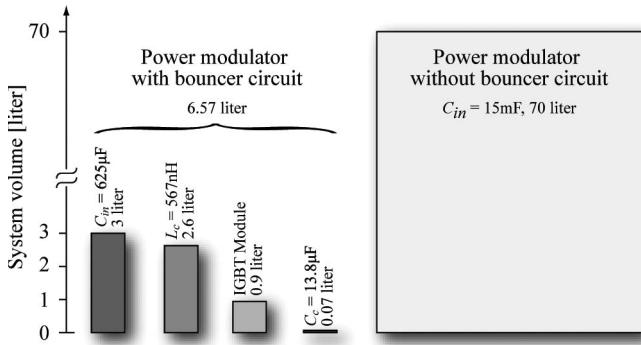 70
Power modulator
with bouncer circuit
6.57 liter
Power modulator
without bouncer circuit
Cin = 15mF, 70 liter
System volume [liter]
3
2
1
0
Cin = 625µF
3 liter
Lc = 567nH
2.6 liter
IGBT Module
0.9 liter
Cc = 13.8µF
0.07 liter